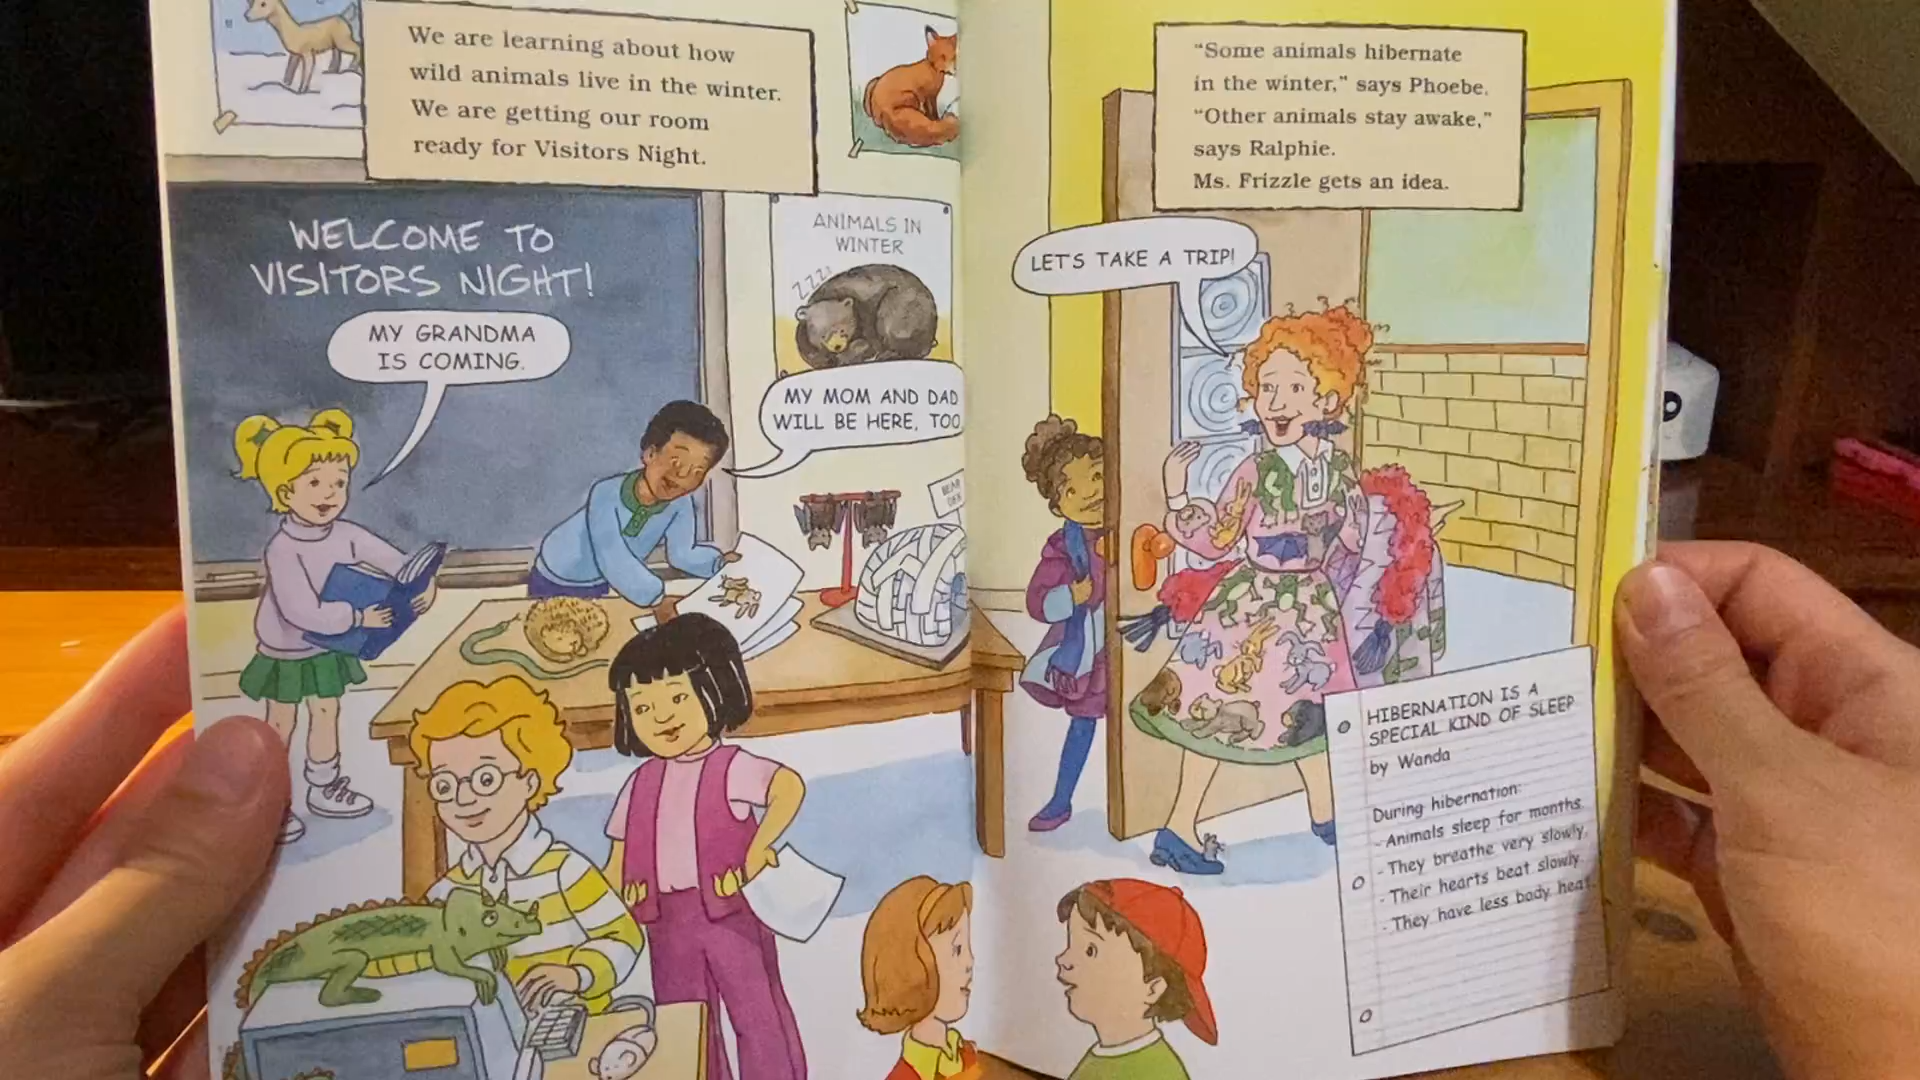 We are learning about how
wild animals live in the winter.
We are getting our room
ready for Visitors Night.
WELCOME TO
VISITORS NIGHT!
MY GRANDMA
IS COMING.
ANIMALS IN
WINTER
ZZZ!
MY MOM AND DAD
WILL BE HERE, TOO
BEAR
DEN
"Some animals hibernate
in the winter," says Phoebe.
"Other animals stay awake,"
says Ralphie.
Ms. Frizzle gets an idea.
LET'S TAKE A TRIP!
HIBERNATION IS A
SPECIAL KIND OF SLEEP
by Wanda
During hibernation:
- Animals sleep for months.
- They breathe very slowly.
- Their hearts beat slowly.
- They have less body heat.